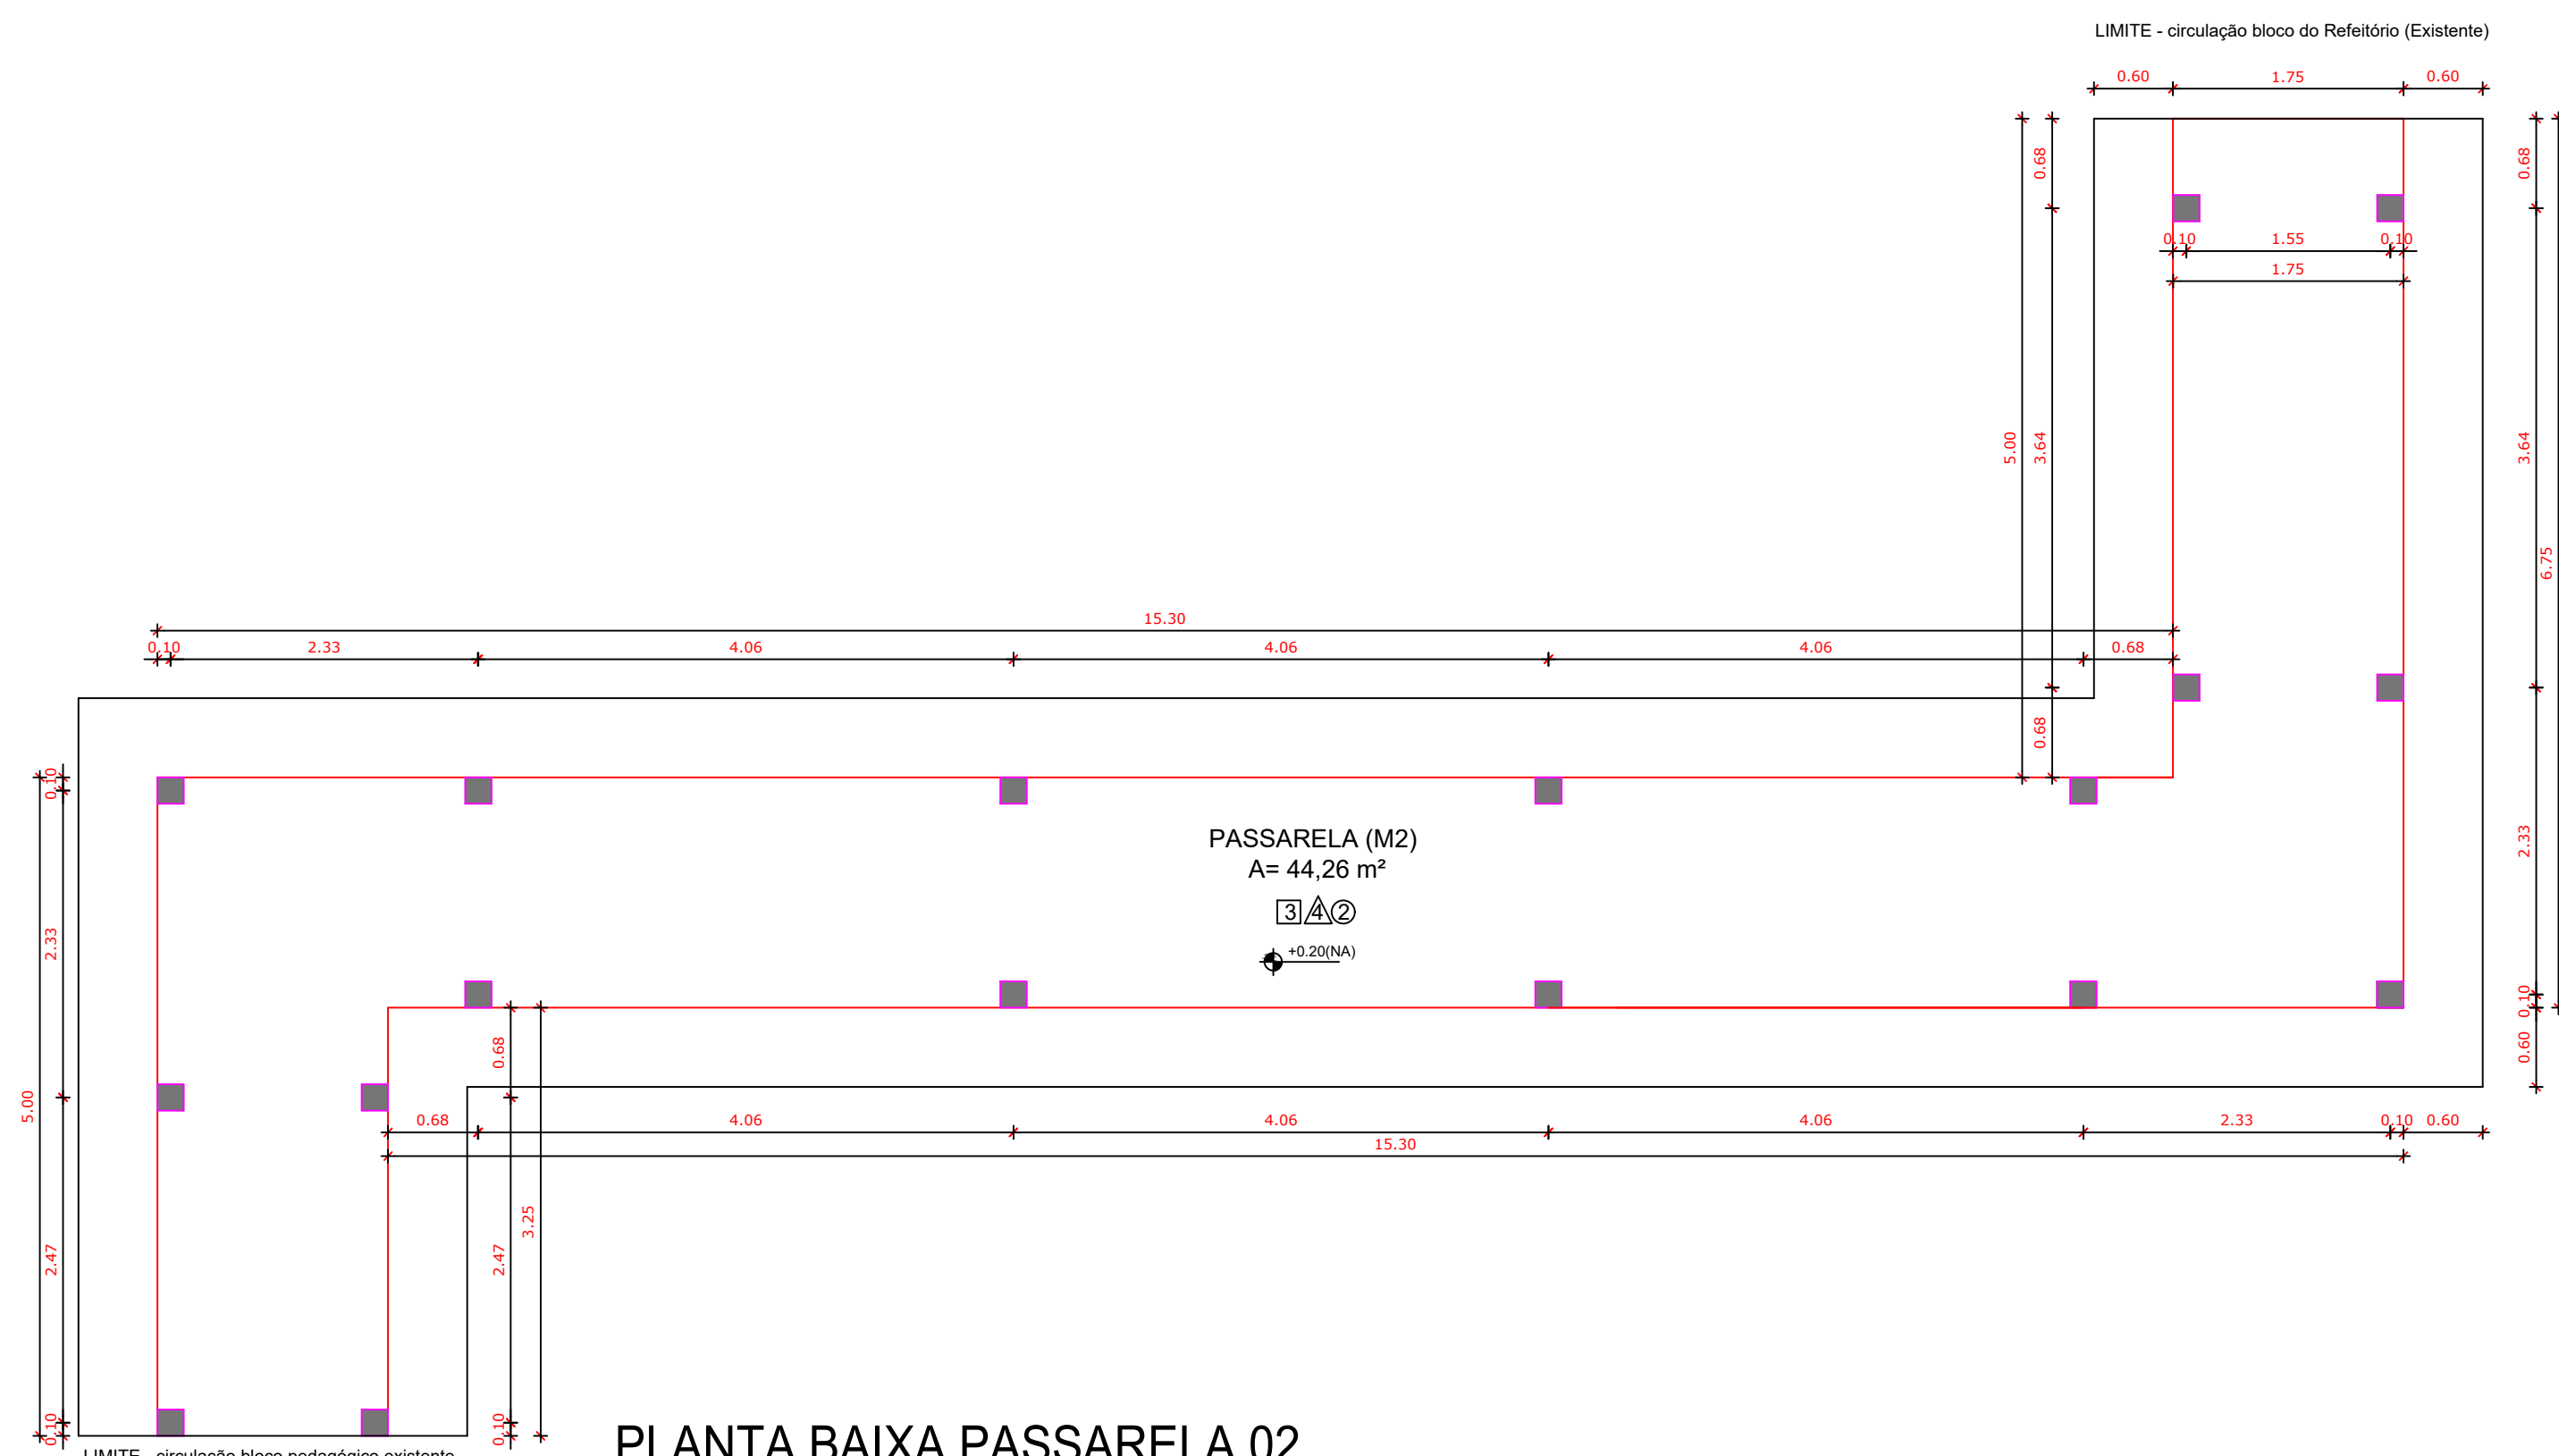 LIMITE - circulação bloco do Refeitório (Existente)
0.60 1.75 0.60
0.68 0.68
0.10 1.55 0.10
1.75
5.00 3.64 3.64
6.75
15.30
0.10 2.33 4.06 4.06 4.06 0.68
0.68
0.10
PASSARELA (M2)
A= 44,26 m²
3 4 2
+0.20(NA)
2.33
2.33
0.10
0.60
0.68
5.00
0.68 4.06 4.06 4.06 2.33 0.10 0.60
15.30
3.25
2.47 2.47
0.10 0.10
PLANTA BAIXA PASSARELA 02
LIMITE - circulação bloco pedagógico existente